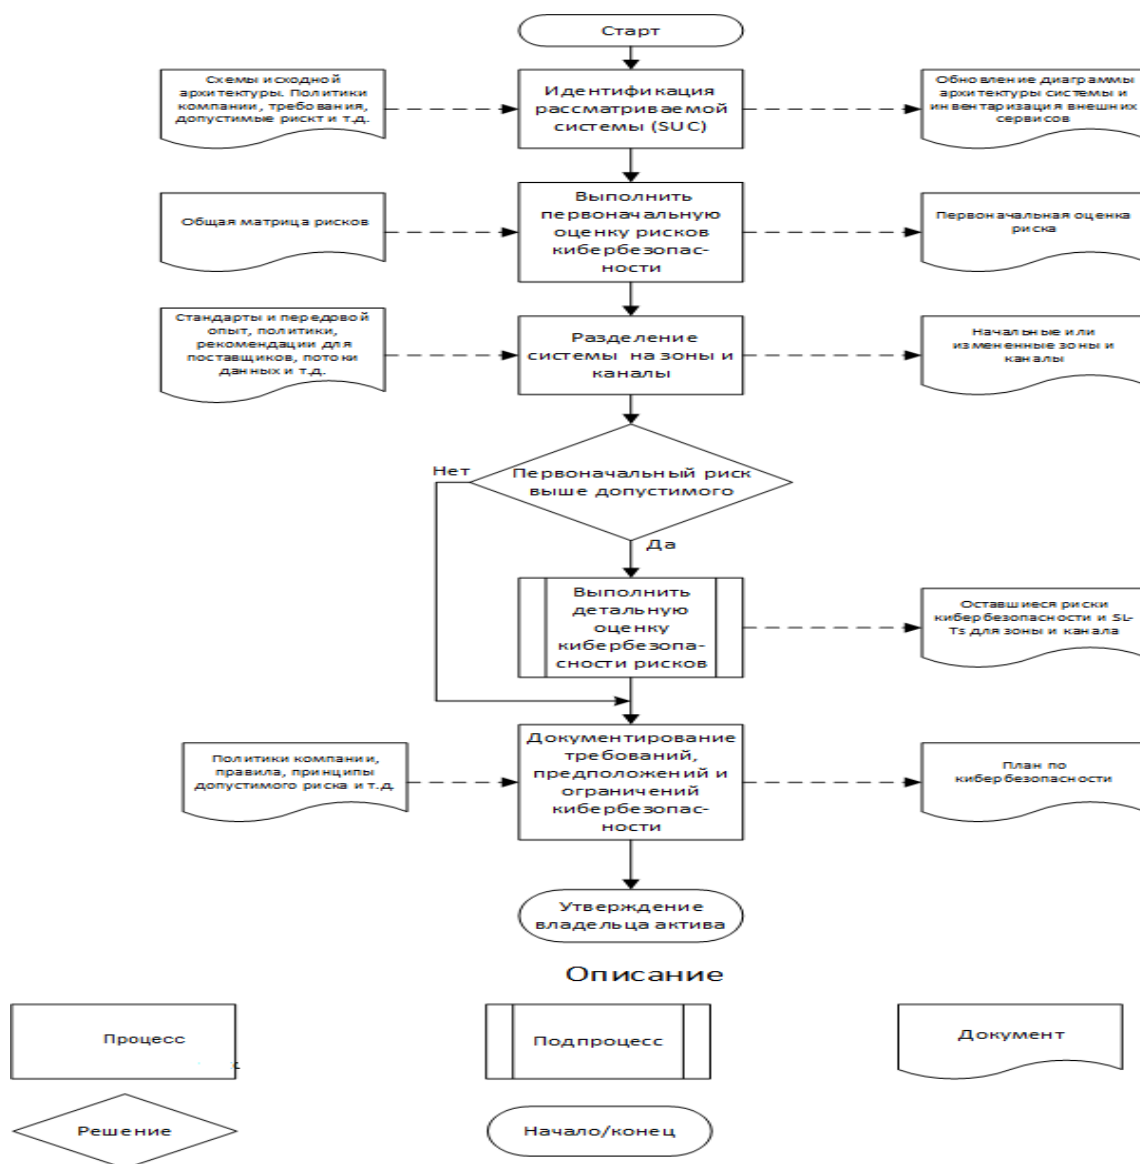 Старт
Схемы исходной
архитектуры. Политики
компании, требования,
допустимые рискт и т.д.
Идентификация
рассматриваемой
системы (SUC)
Обновление диаграммы
архитектуры системы и
инвентаризация внешних
сервисов
Общая матрица рисков
Выполнить
первоначальную
оценку рисков
кибербезопас-
ности
Первоначальная оценка
риска
Стандарты и передрвой
опыт, политики,
рекомендации для
поставщиков, потоки
данных и т.д.
Разделение
системы на зоны и
каналы
Начальные или
измененные зоны и
каналы
Нет
Первоначальный риск
выше допустимого
Да
Выполнить
детальную
оценку
кибербезопа-
сности рисков
Оставшиеся риски
кибербезопасности и SL-
Ts для зоны и канала
Политики компании,
правила, принципы
допустимого риска и т.д.
Документирование
требований,
предположений и
ограничений
кибербезопас-
ности
План по
кибербезопасности
Утверждение
владельца актива
Описание
Процесс
Подпроцесс
Документ
Решение
Начало/конец